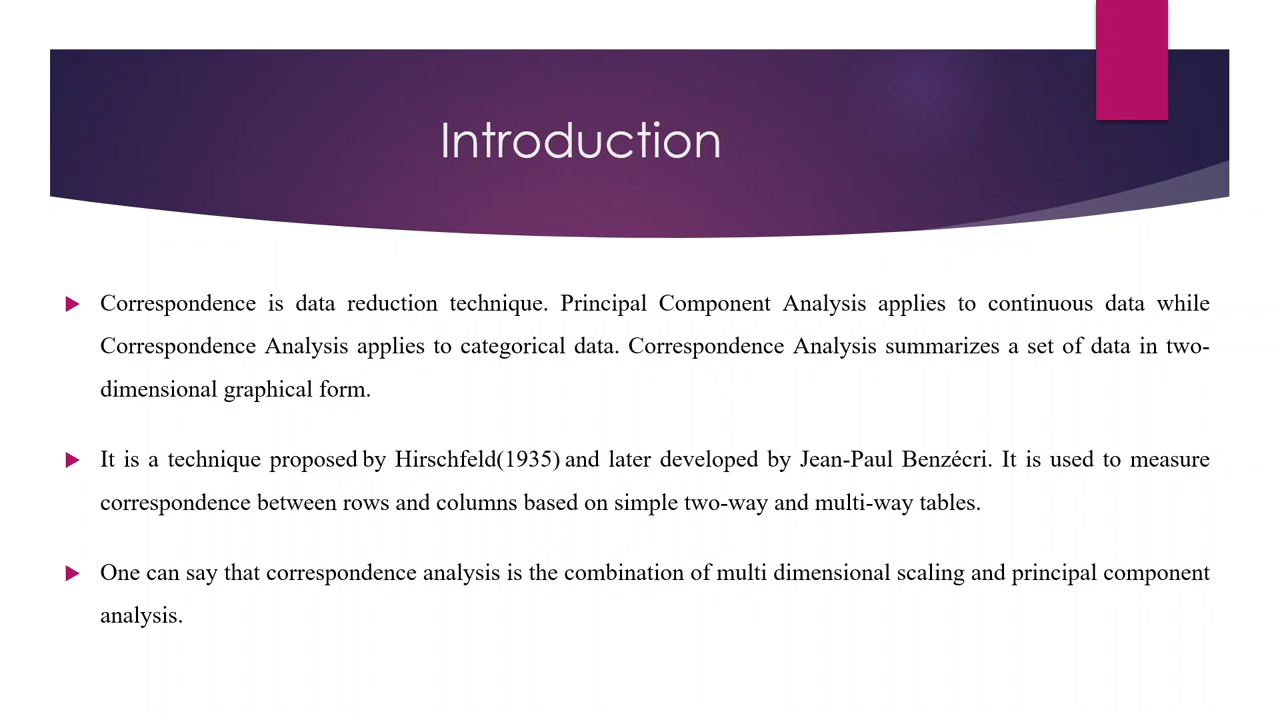 Introduction
Correspondence is data reduction technique. Principal Component Analysis applies to continuous data while
Correspondence Analysis applies to categorical data. Correspondence Analysis summarizes a set of data in two-
dimensional graphical form.
It is a technique proposed by Hirschfeld(1935) and later developed by Jean-Paul Benzécri. It is used to measure
correspondence between rows and columns based on simple two-way and multi-way tables.
One can say that correspondence analysis is the combination of multi dimensional scaling and principal component
analysis.